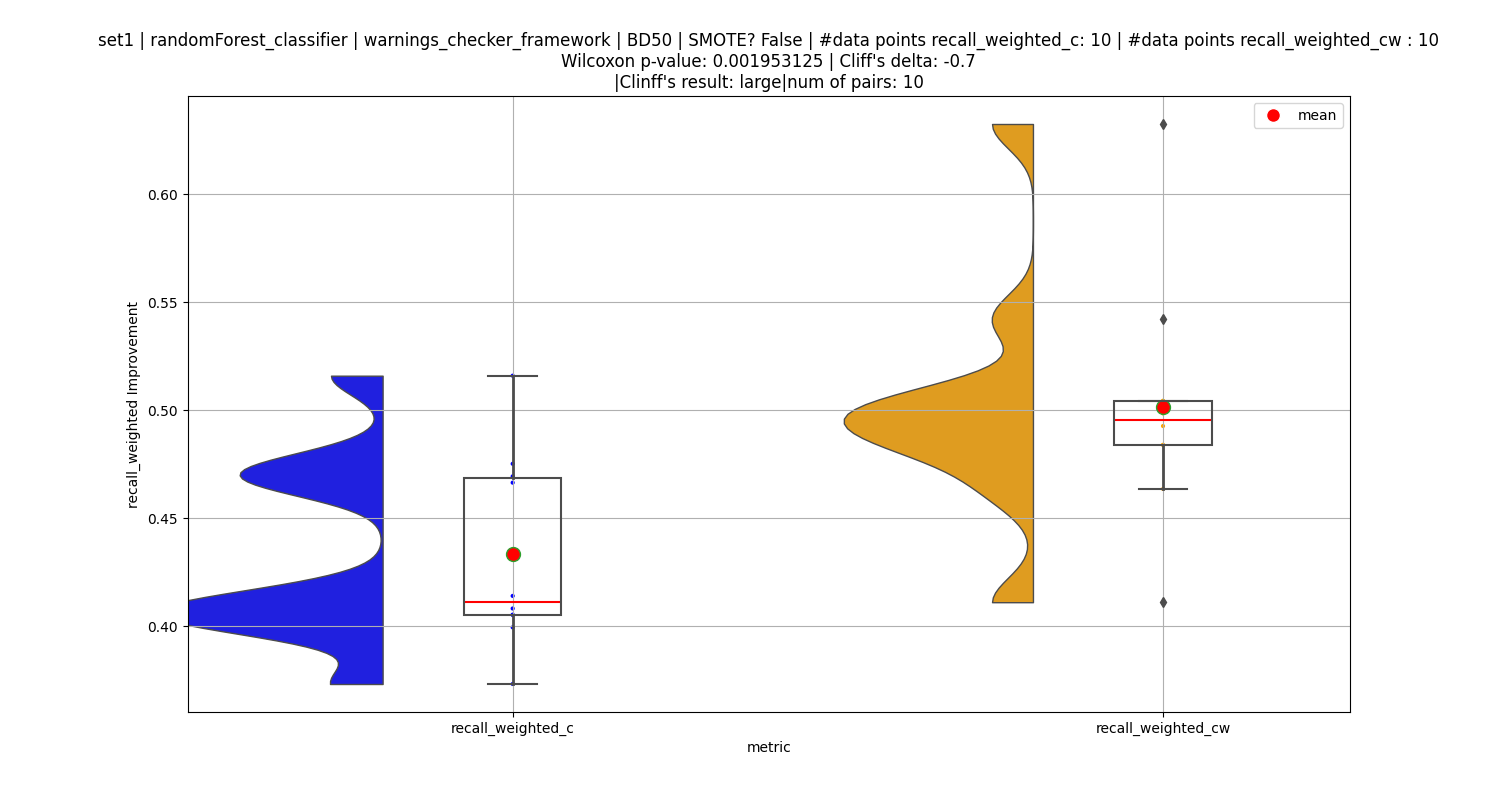 set1 | randomForest_classifier | warnings_checker_framework | BD50 | SMOTE? False | #data points recall_weighted_c: 10 | #data points recall_weighted_cw : 10
Wilcoxon p-value: 0.001953125 | Cliff's delta: -0.7
|Clinff's result: large|num of pairs: 10
mean
recall_weighted Improvement
0.60
0.55
0.50
0.45
0.40
recall_weighted_c
recall_weighted_cw
metric